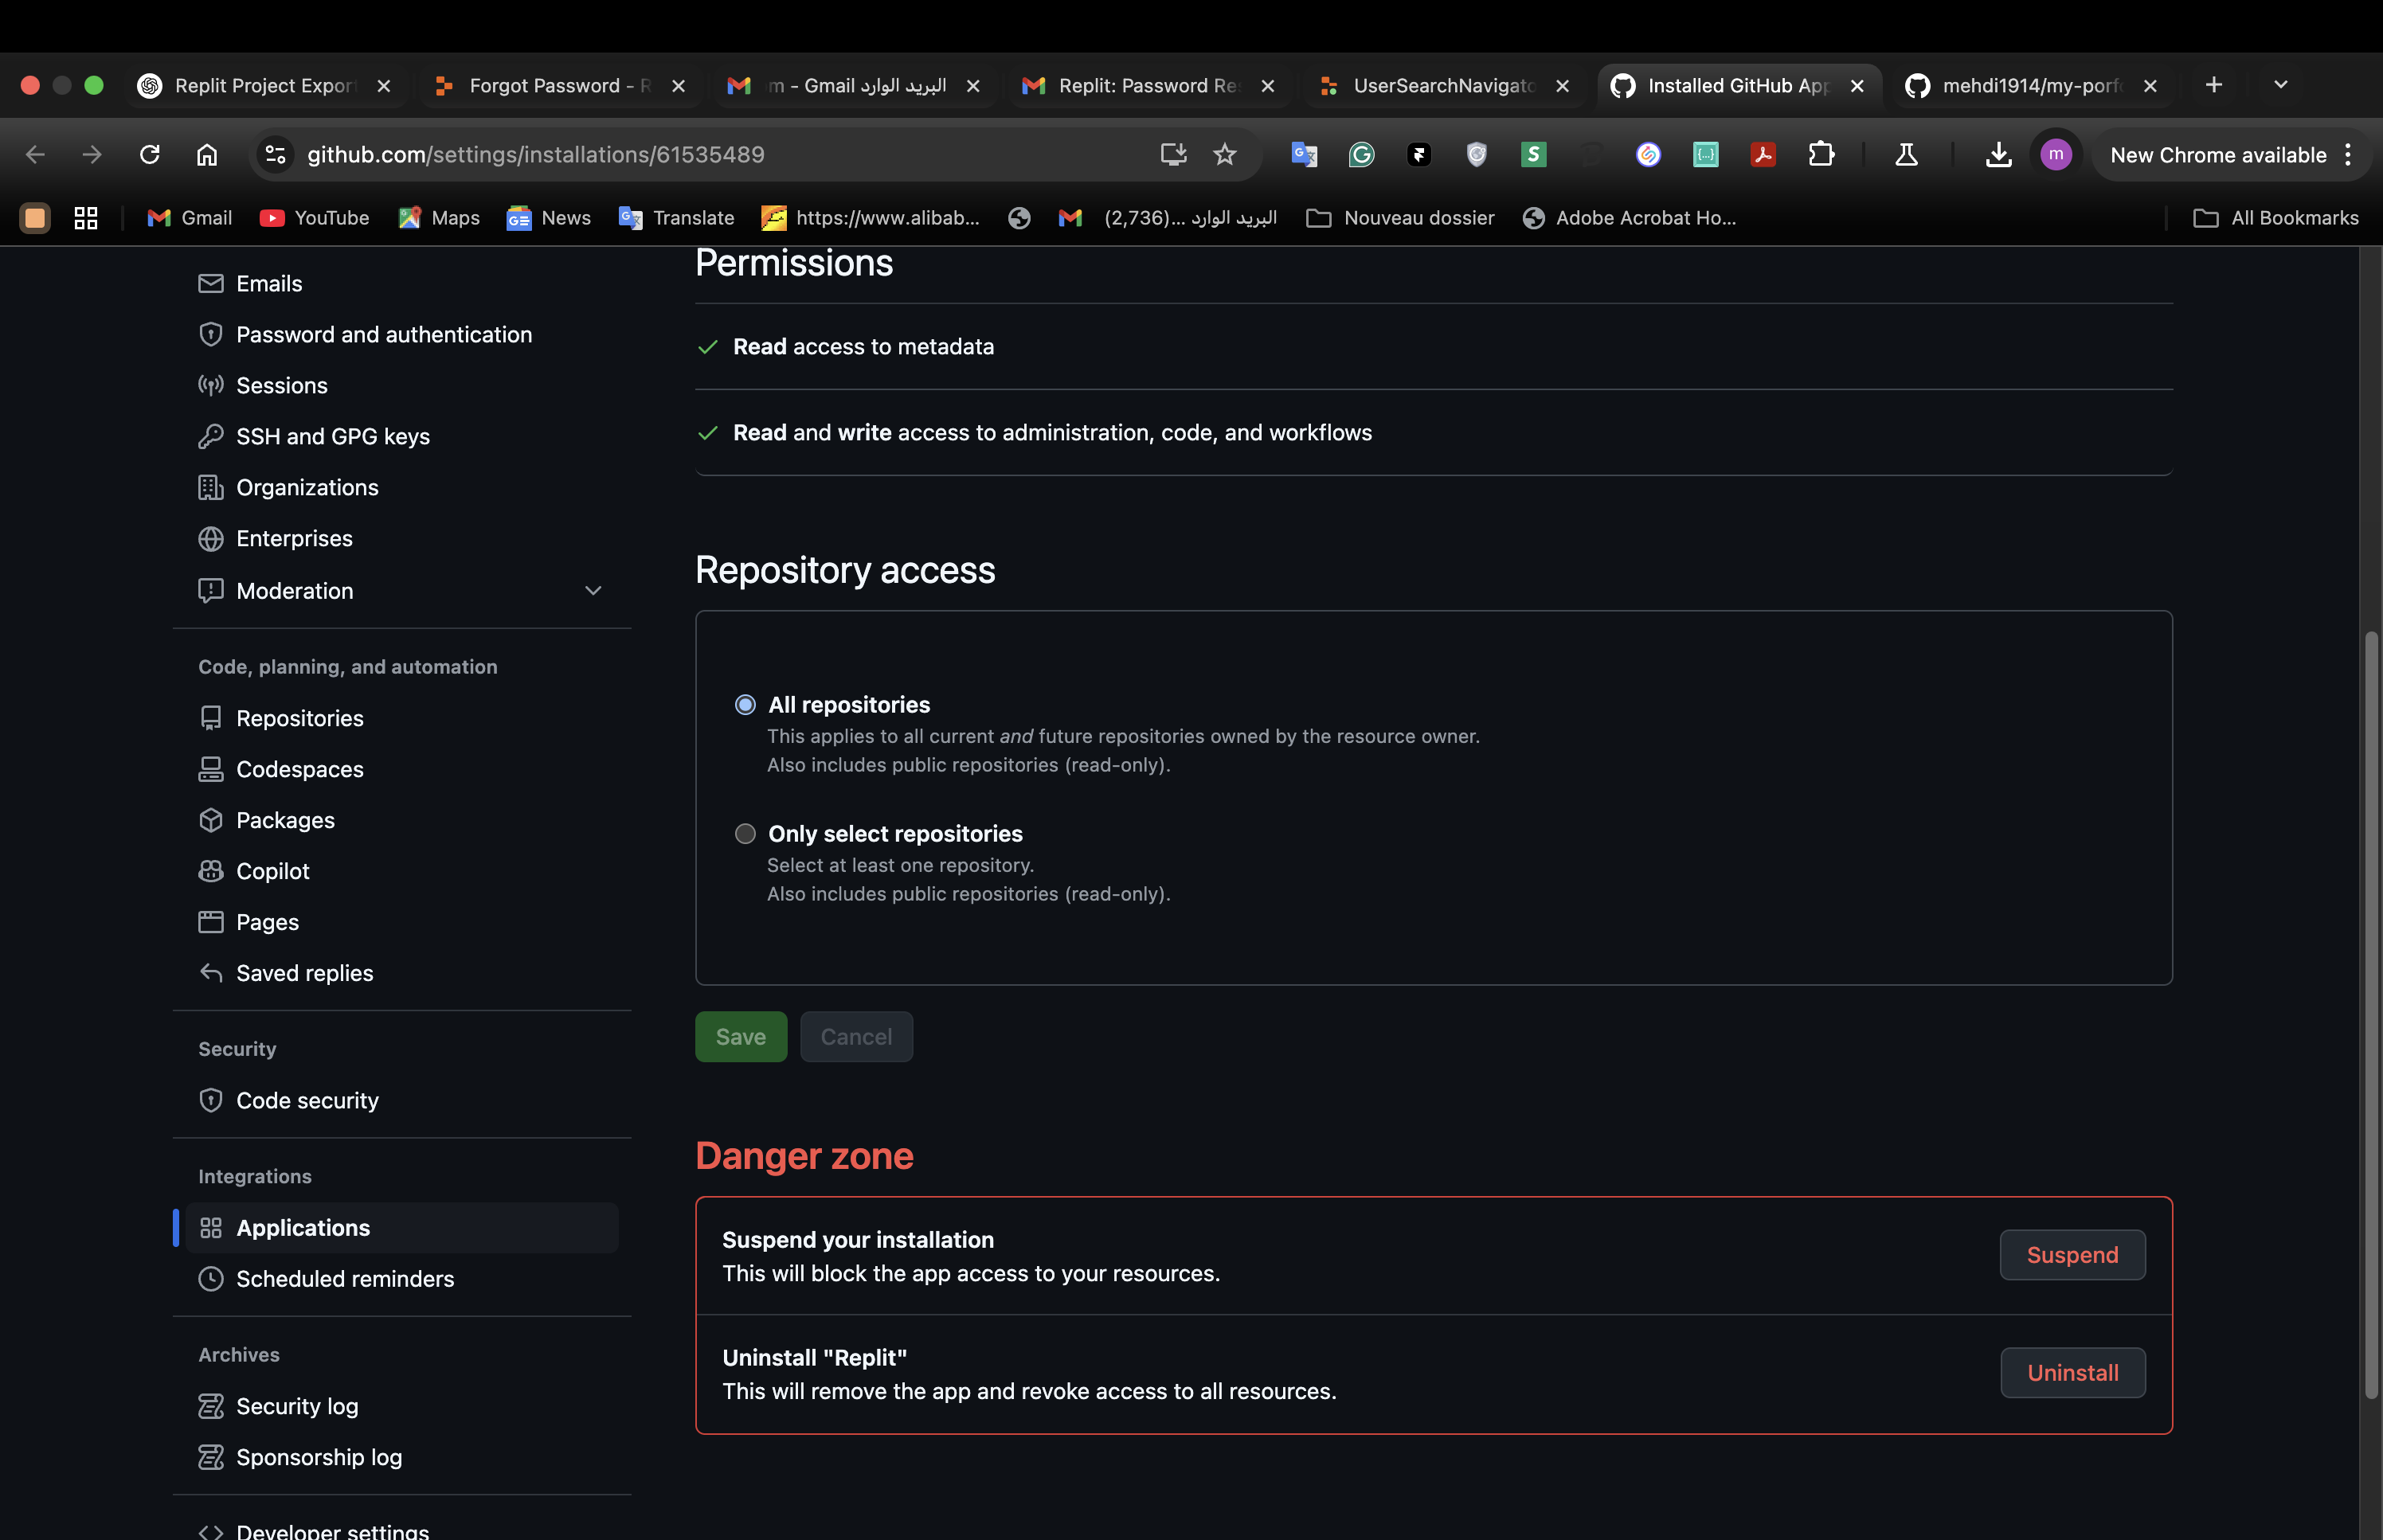 Replit Project Expor
Forgot Password - R
m - Gmail البريد الوارد
Replit: Password Re
UserSearchNavigato
Installed GitHub App
mehdi1914/my-porfo
github.com/settings/installations/61535489
m
New Chrome available
Gmail
YouTube
Maps
News
Translate
https://www.alibab...
(2,736)... البريد الوارد
Nouveau dossier
Adobe Acrobat Ho...
All Bookmarks
Emails
Password and authentication
Sessions
SSH and GPG keys
Organizations
Enterprises
Moderation
Code, planning, and automation
Repositories
Codespaces
Packages
Copilot
Pages
Saved replies
Security
Code security
Integrations
Applications
Scheduled reminders
Archives
Security log
Sponsorship log
Developer settings
Permissions
Read access to metadata
Read and write access to administration, code, and workflows
Repository access
All repositories
This applies to all current and future repositories owned by the resource owner.
Also includes public repositories (read-only).
Only select repositories
Select at least one repository.
Also includes public repositories (read-only).
Save
Cancel
Danger zone
Suspend your installation
This will block the app access to your resources.
Suspend
Uninstall "Replit"
This will remove the app and revoke access to all resources.
Uninstall